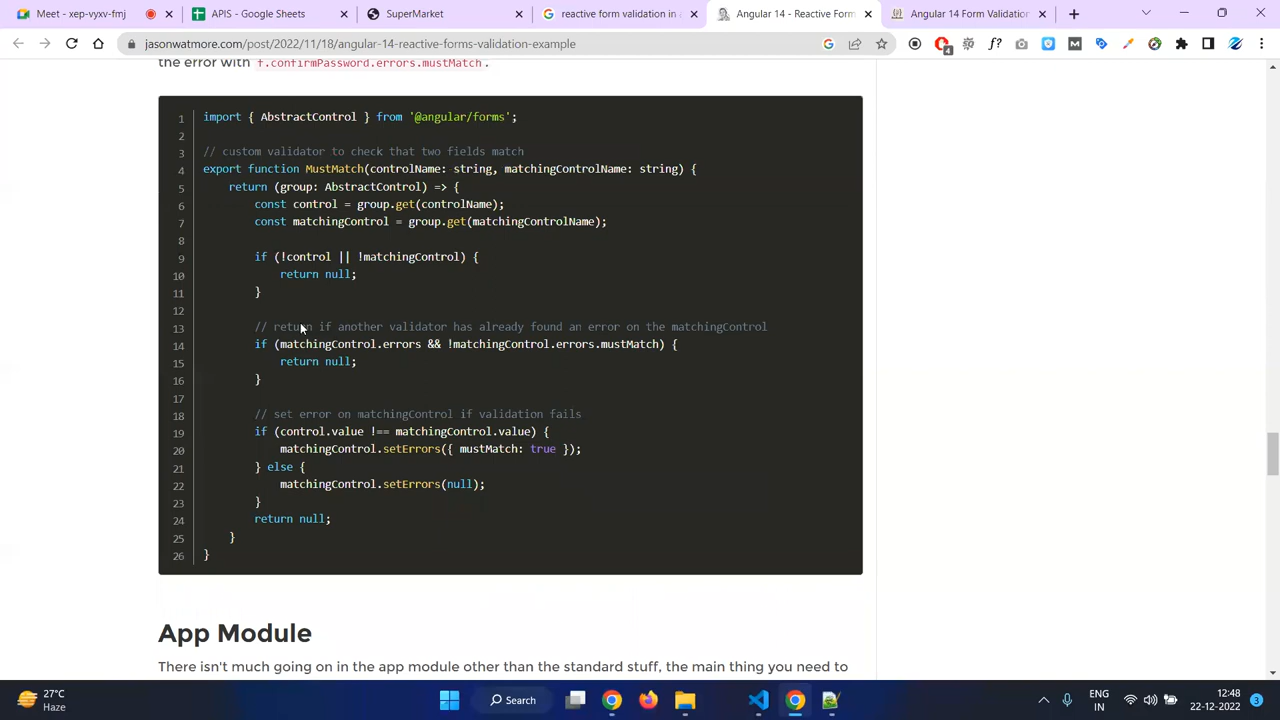 Meet - xep-vyxv-fmj
APIS - Google Sheets
SuperMarket
reactive form validation in a
Angular 14 - Reactive Form
Angular 14 Form Validation
jasonwatmore.com/post/2022/11/18/angular-14-reactive-forms-validation-example
4
the error with f.confirmPassword.errors.mustMatch.
1 import { AbstractControl } from '@angular/forms';
2
3 // custom validator to check that two fields match
4 export function MustMatch(controlName: string, matchingControlName: string) {
5 return (group: AbstractControl) => {
6 const control = group.get(controlName);
7 const matchingControl = group.get(matchingControlName);
8
9 if (!control || !matchingControl) {
10 return null;
11 }
12
13 // return if another validator has already found an error on the matchingControl
14 if (matchingControl.errors && !matchingControl.errors.mustMatch) {
15 return null;
16 }
17
18 // set error on matchingControl if validation fails
19 if (control.value !== matchingControl.value) {
20 matchingControl.setErrors({ mustMatch: true });
21 } else {
22 matchingControl.setErrors(null);
23 }
24 return null;
25 }
26 }
App Module
There isn't much going on in the app module other than the standard stuff, the main thing you need to
27°C
Haze
Search
ENG
IN
12:48
22-12-2022
3